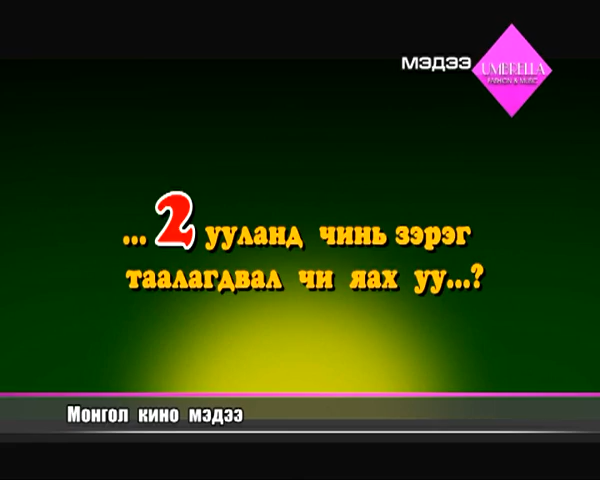 МЭДЭЭ
UMBRELLA
FASHION & MUSIC
... 2 ууланд чинь зэрэг
таалагдвал чи яах уу...?
Монгол кино мэдээ